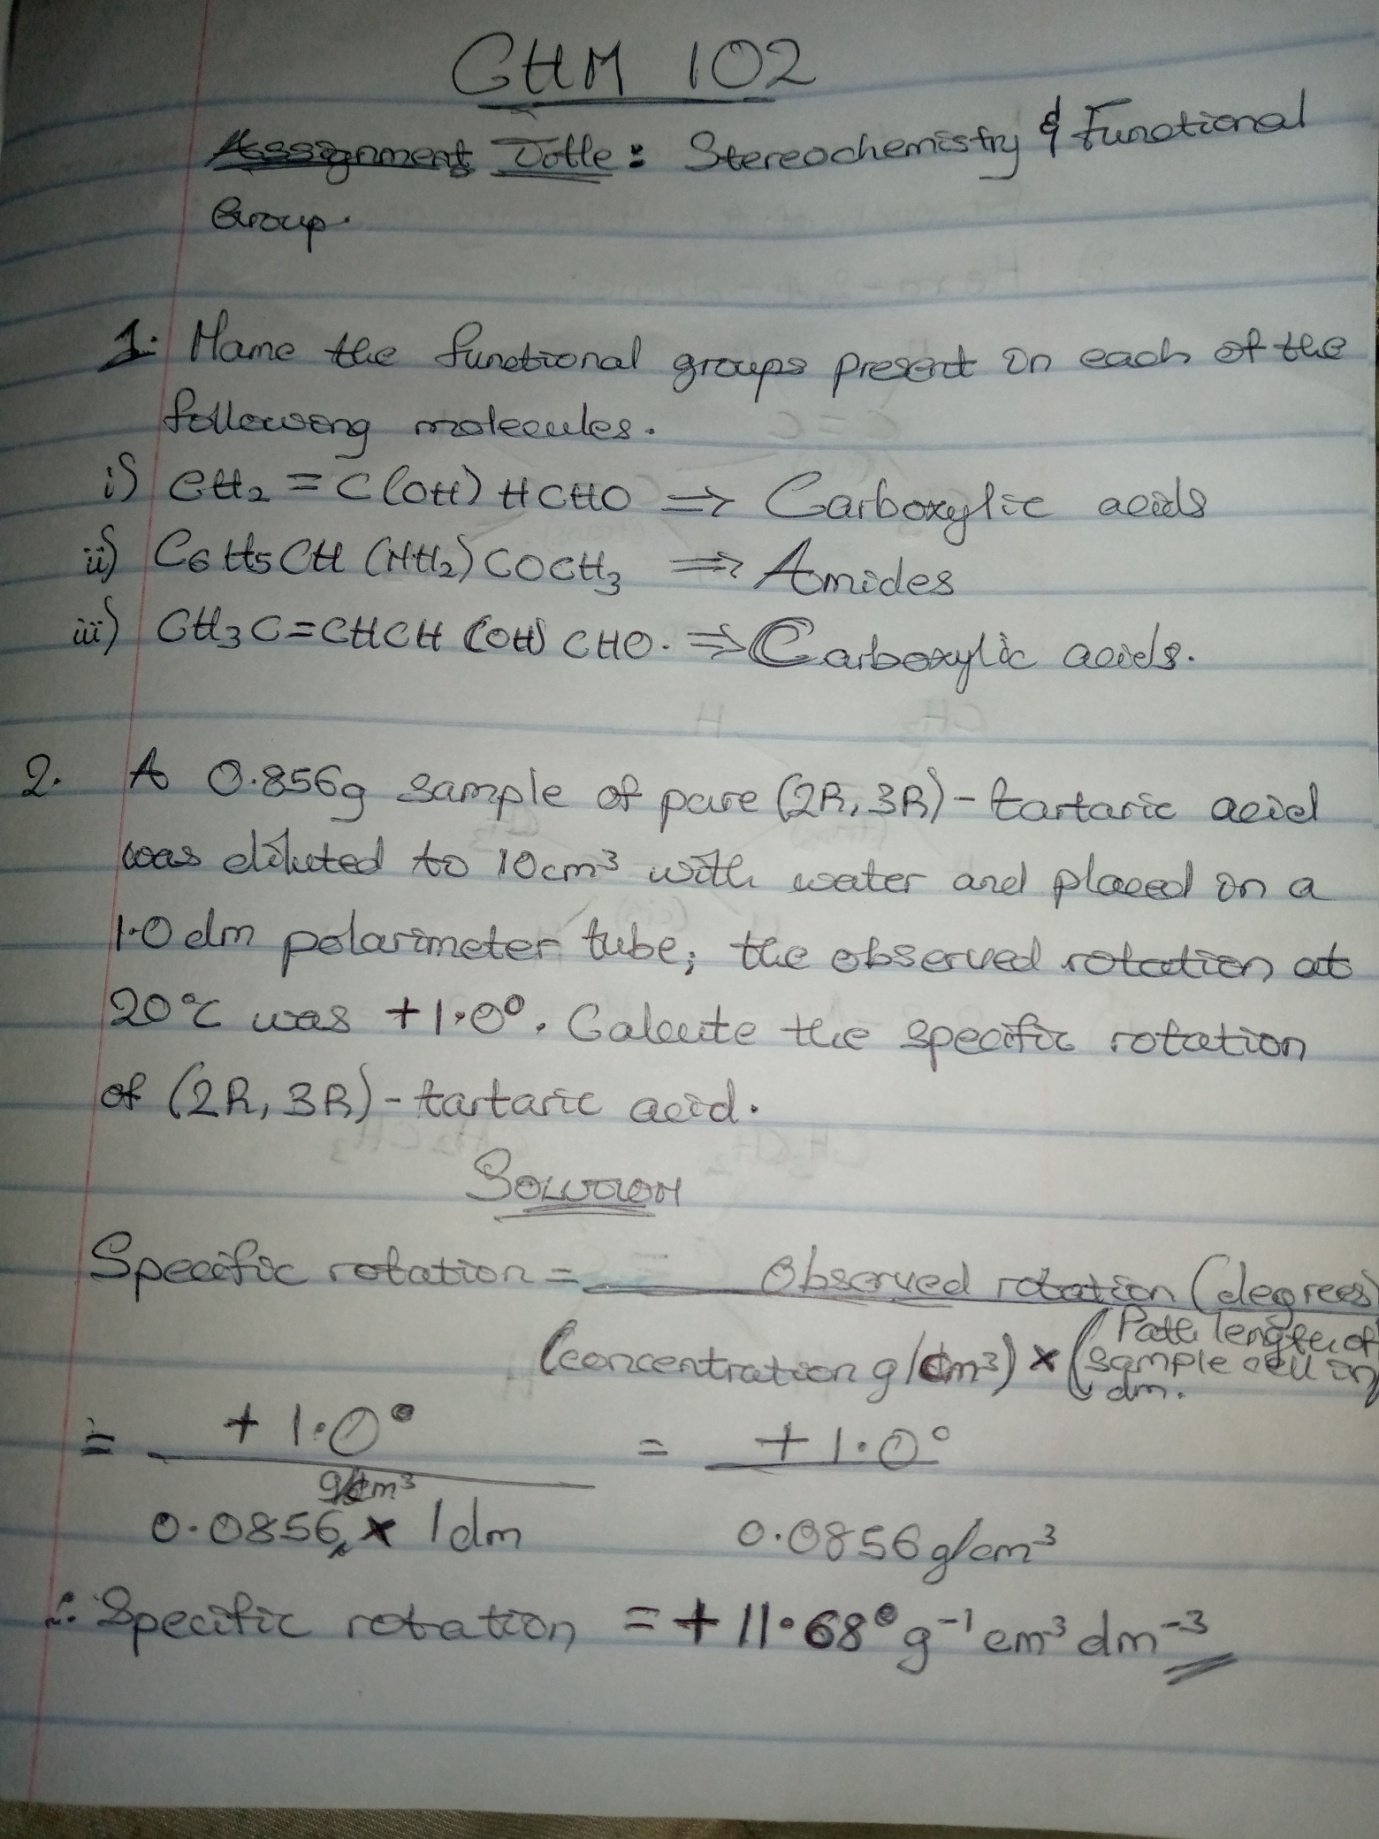 CHM 102
Assignment Title: Stereochemistry & Functional
Group.
1. Name the functional groups present in each of the
following molecules.
i) CH₂ = C(OH) HCHO ⇒ Carboxylic acids
ii) C₆H₅CH (NH₂) COCH₃ ⇒ Amides
iii) CH₃C=CHCH (OH) CHO. ⇒ Carboxylic acids.
2. A 0.856g sample of pure (2R, 3R) - tartaric acid
was diluted to 10cm³ with water and placed in a
1.0 dm polarimeter tube; the observed rotation at
20°C was +1.0°. Calcute the specific rotation
of (2R, 3R) - tartaric acid.
SOLUTION
Specific rotation = Observed rotation (degrees)
(concentration g/cm³) × (Path length of sample cell in dm.
= +1.0° = +1.0°
0.0856 g/cm³ × 1dm 0.0856g/cm³
∴ Specific rotation = +11.68° g⁻¹ cm³ dm⁻³